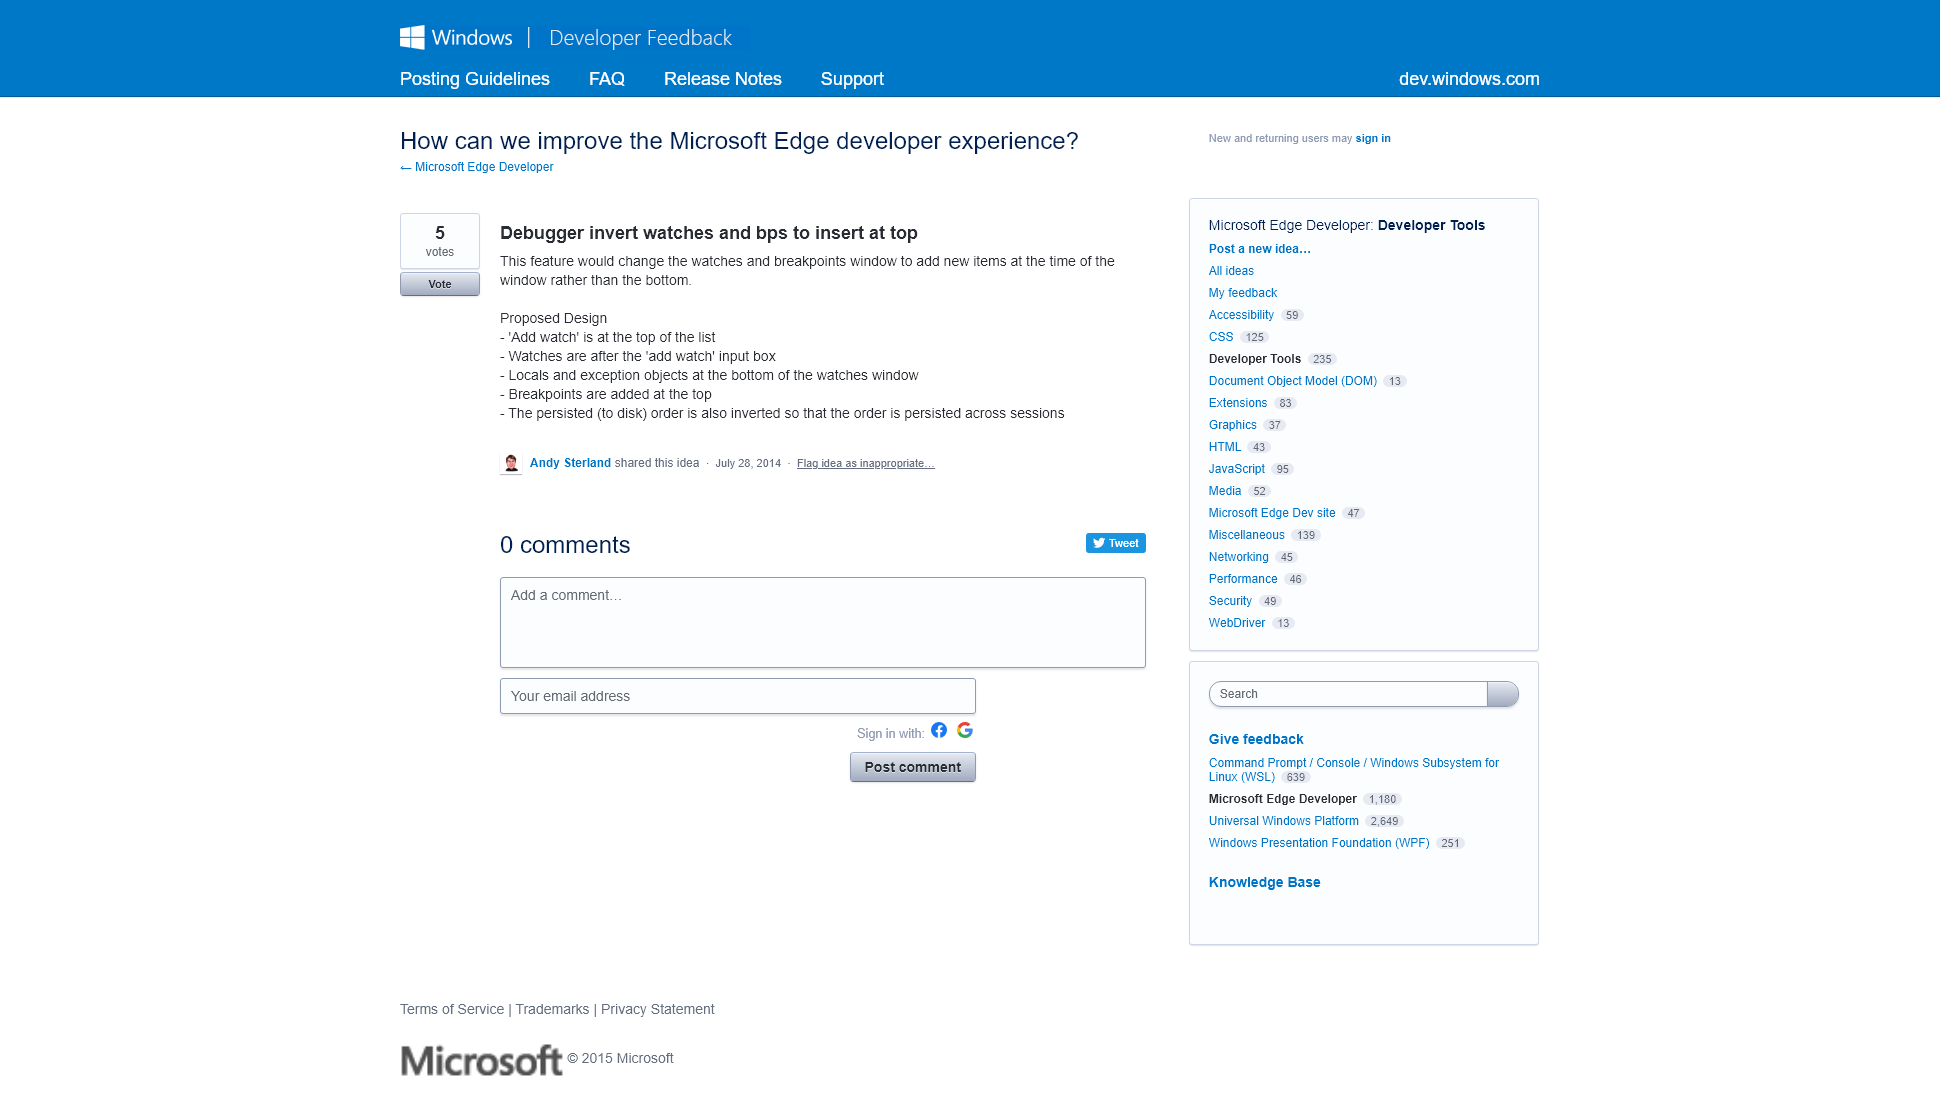 Windows | Developer Feedback
Posting Guidelines FAQ Release Notes Support dev.windows.com
How can we improve the Microsoft Edge developer experience?
← Microsoft Edge Developer
New and returning users may sign in
5
votes
Vote
Debugger invert watches and bps to insert at top
This feature would change the watches and breakpoints window to add new items at the time of the
window rather than the bottom.
Proposed Design
- 'Add watch' is at the top of the list
- Watches are after the 'add watch' input box
- Locals and exception objects at the bottom of the watches window
- Breakpoints are added at the top
- The persisted (to disk) order is also inverted so that the order is persisted across sessions
Andy Sterland shared this idea · July 28, 2014 · Flag idea as inappropriate…
0 comments
Tweet
Add a comment…
Your email address
Sign in with:
Post comment
Microsoft Edge Developer: Developer Tools
Post a new idea…
All ideas
My feedback
Accessibility 59
CSS 125
Developer Tools 235
Document Object Model (DOM) 13
Extensions 83
Graphics 37
HTML 43
JavaScript 95
Media 52
Microsoft Edge Dev site 47
Miscellaneous 139
Networking 45
Performance 46
Security 49
WebDriver 13
Search
Give feedback
Command Prompt / Console / Windows Subsystem for
Linux (WSL) 639
Microsoft Edge Developer 1,180
Universal Windows Platform 2,649
Windows Presentation Foundation (WPF) 251
Knowledge Base
Terms of Service | Trademarks | Privacy Statement
Microsoft © 2015 Microsoft